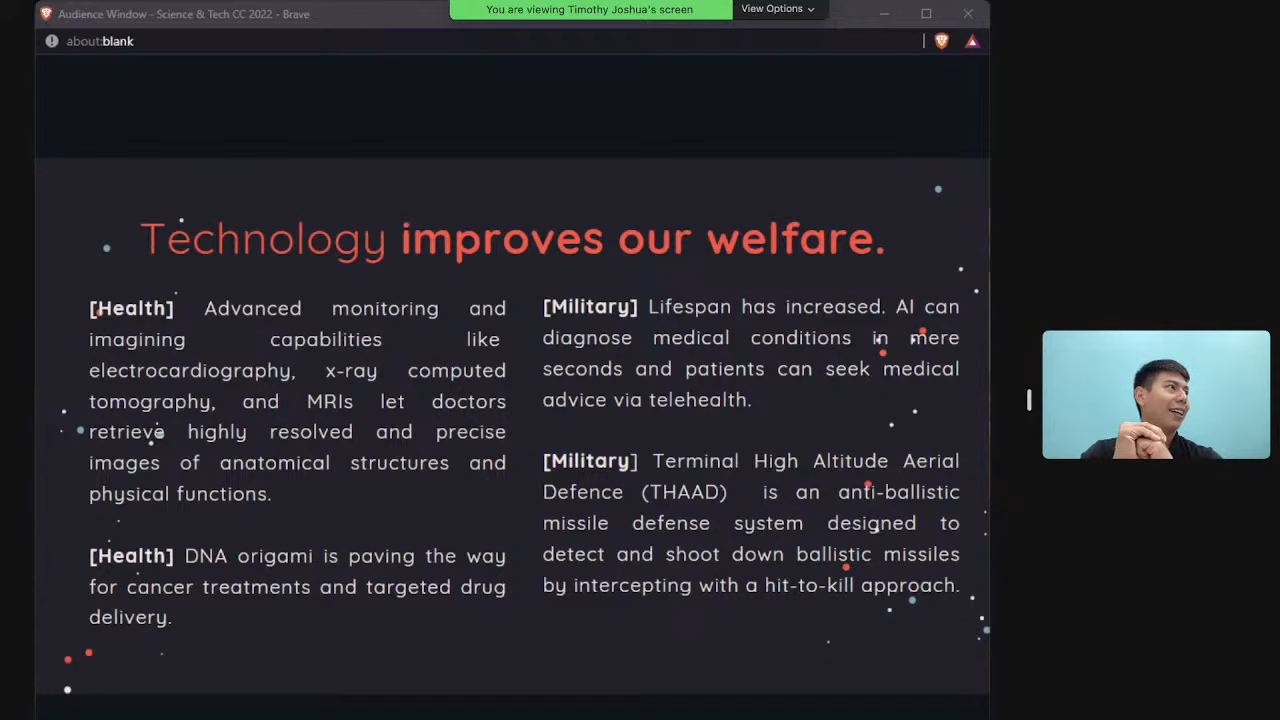 Audience Window - Science & Tech CC 2022 - Brave
You are viewing Timothy Joshua's screen
View Options
about:blank
Technology improves our welfare.
[Health] Advanced monitoring and
imagining capabilities like
electrocardiography, x-ray computed
tomography, and MRIs let doctors
retrieve highly resolved and precise
images of anatomical structures and
physical functions.
[Health] DNA origami is paving the way
for cancer treatments and targeted drug
delivery.
[Military] Lifespan has increased. AI can
diagnose medical conditions in mere
seconds and patients can seek medical
advice via telehealth.
[Military] Terminal High Altitude Aerial
Defence (THAAD) is an anti-ballistic
missile defense system designed to
detect and shoot down ballistic missiles
by intercepting with a hit-to-kill approach.